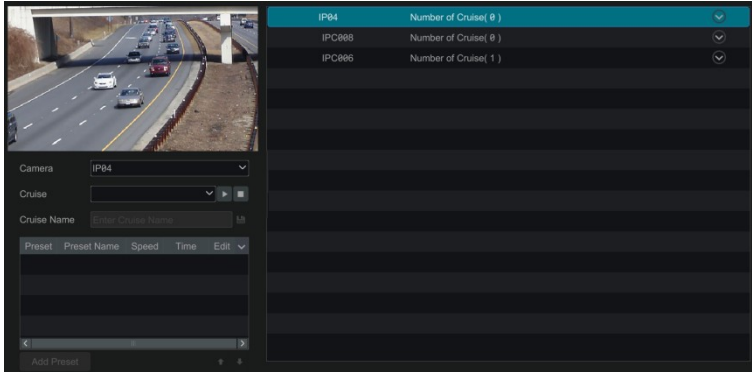 Camera IP04
Cruise
Cruise Name Enter Cruise Name
Preset Preset Name Speed Time Edit
Add Preset
IP04 Number of Cruise( 0 )
IPC008 Number of Cruise( 0 )
IPC006 Number of Cruise( 1 )